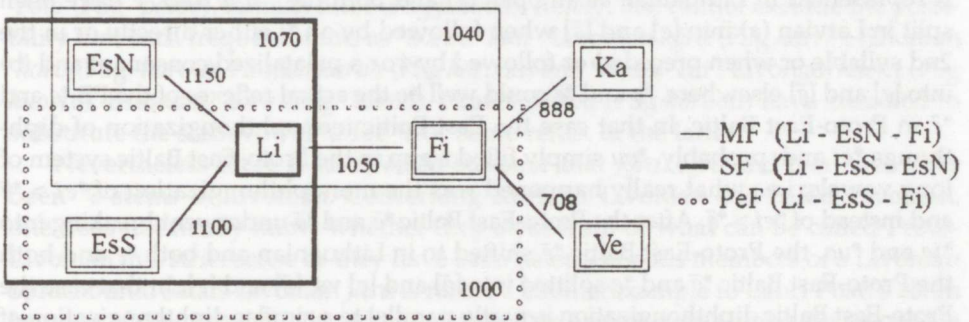 EsN
1070
1040
Ka
1150
888
Li
Fi
MF (Li - EsN - Fi)
1050
SF (Li - EsS - EsN)
708
PeF (Li - EsS - Fi)
EsS
1100
Ve
1000